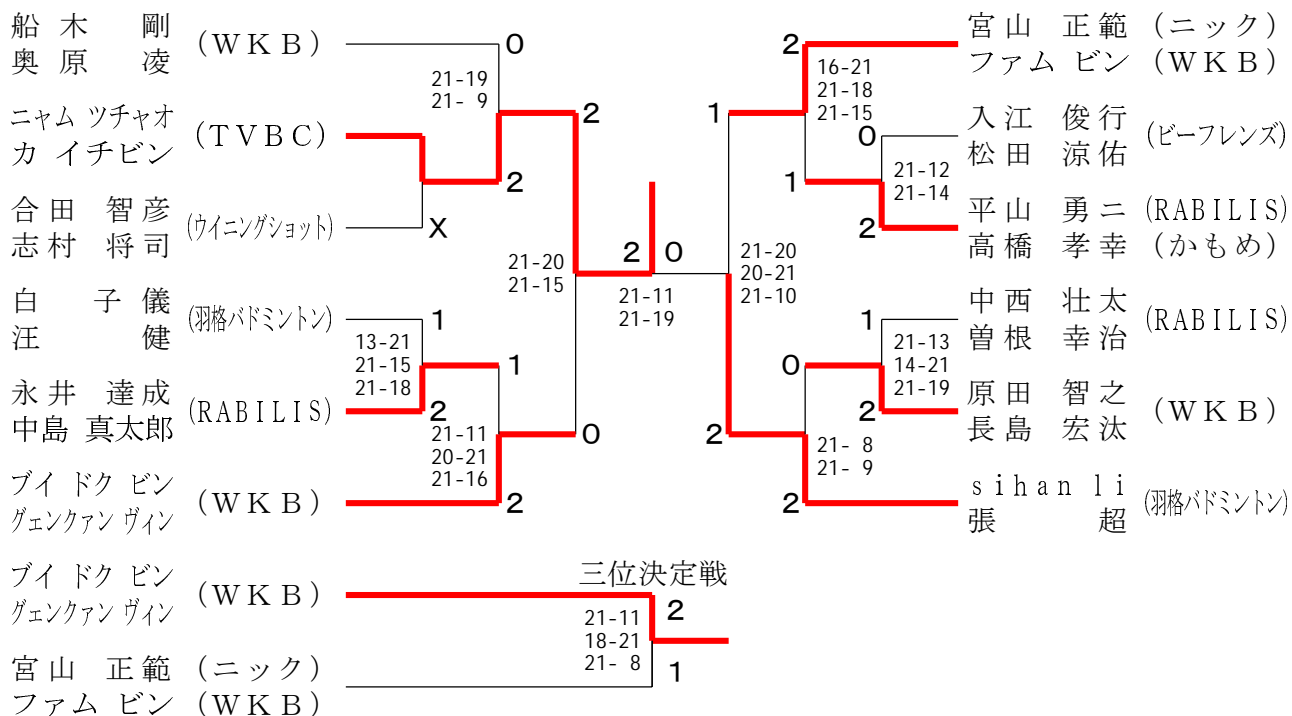 船木 剛
奥原 凌
(WKB)
0
21-19
21- 9
ニャム ツチャオ
カ イチビン
(TVBC)
2
2
合田 智彦
志村 将司
(ウイニングショット)
X
21-20
21-15
白 子儀
汪 健
(羽格バドミントン)
1
13-21
21-15
21-18
1
永井 達成
中島 真太郎
(RABILIS)
2
21-11
20-21
21-16
0
ブイ ドク ビン
グェンクァン ヴィン
(WKB)
2
2 0
21-11
21-19
宮山 正範 (ニック)
ファム ビン (WKB)
2
16-21
21-18
21-15
1
入江 俊行
松田 涼佑
(ビーフレンズ)
0
21-12
21-14
1
平山 勇二 (RABILIS)
高橋 孝幸 (かもめ)
2
21-20
20-21
21-10
中西 壮太
曽根 幸治
(RABILIS)
1
21-13
14-21
21-19
0
原田 智之
長島 宏汰
(WKB)
2
2
21- 8
21- 9
sihan li
張 超
(羽格バドミントン)
2
三位決定戦
ブイ ドク ビン
グェンクァン ヴィン
(WKB)
2
21-11
18-21
21- 8
1
宮山 正範 (ニック)
ファム ビン (WKB)